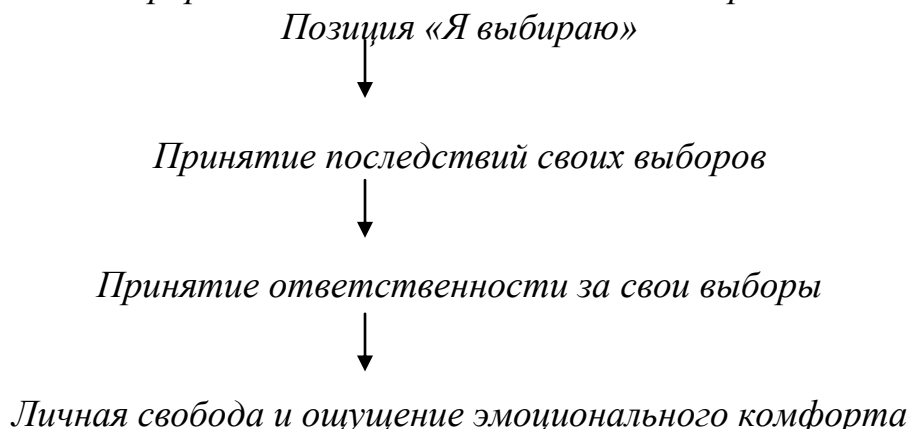 Позиция «Я выбираю»
Принятие последствий своих выборов
Принятие ответственности за свои выборы
Личная свобода и ощущение эмоционального комфорта